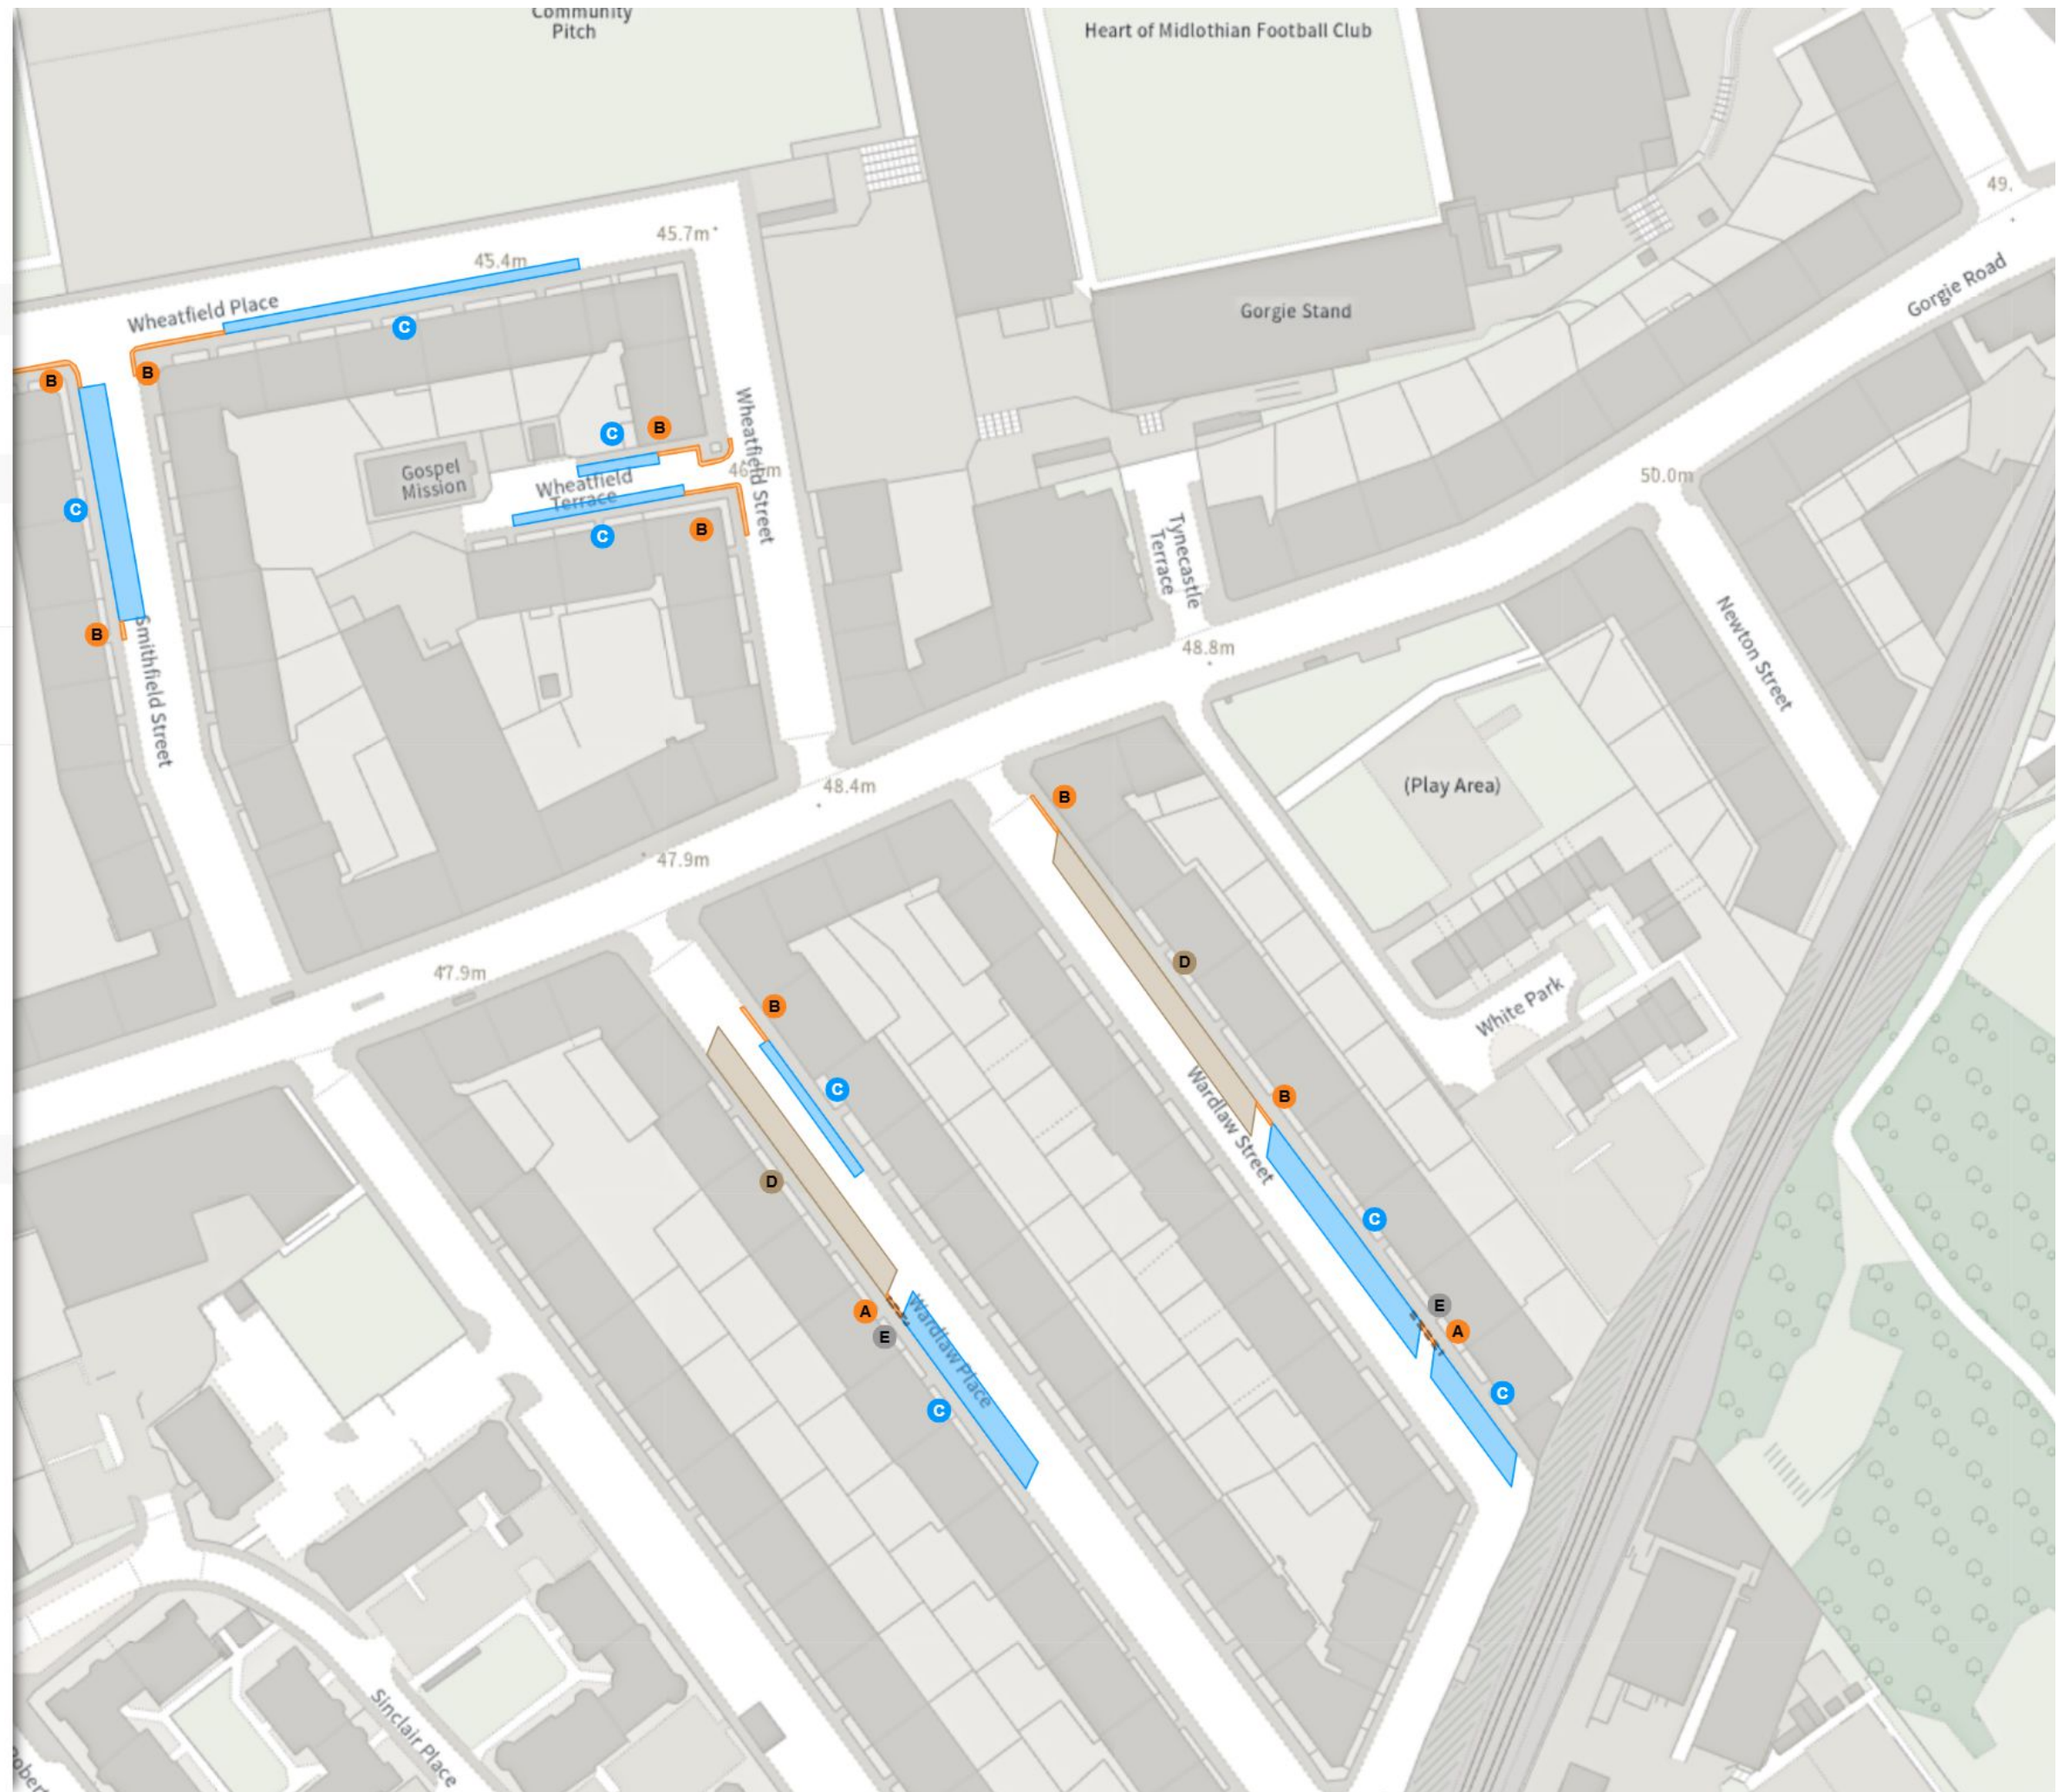 Community
Pitch
Heart of Midlothian Football Club
49.
45.7m
45.4m
Gorgie Road
Wheatfield Place
Gorgie Stand
C
B
B
Wheatfield Street
C
B
Gospel
Mission
Wheatfield
Terrace
50.0m
C
C
B
Tynecastle
Terrace
B
Smithfield Street
48.8m
Newton Street
48.4m
(Play Area)
B
47.9m
D
47.9m
B
White Park
C
Wardlaw Street
B
D
C
A
E
Wardlaw Place
E
A
C
C
Sinclair Place